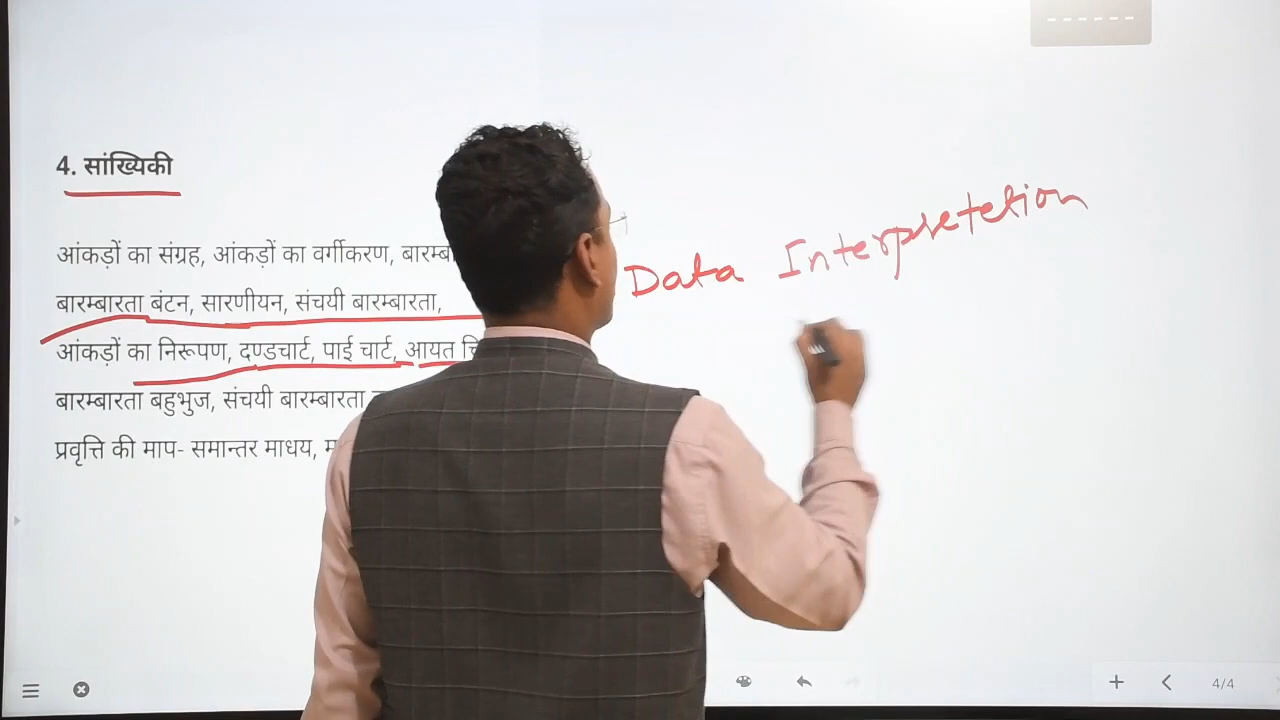 4. सांख्यिकी
आंकड़ों का संग्रह, आंकड़ों का वर्गीकरण,
बारम्बारता बंटन, सारणीयन, संचयी बारम्बारता,
आंकड़ों का निरूपण, दण्डचार्ट, पाई चार्ट, आयत
बारम्बारता बहुभुज, संचयी बारम्बारता
प्रवृत्ति की माप- समान्तर माधय,
Data Interpretetion
4/4